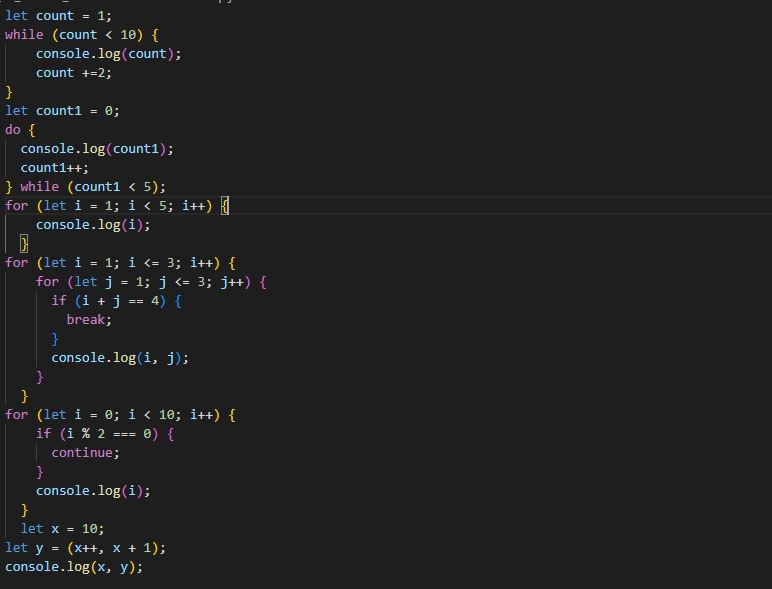 let count = 1;
while (count < 10) {
    console.log(count);
    count +=2;
}
let count1 = 0;
do {
  console.log(count1);
  count1++;
} while (count1 < 5);
for (let i = 1; i < 5; i++) {
    console.log(i);
  }
for (let i = 1; i <= 3; i++) {
    for (let j = 1; j <= 3; j++) {
      if (i + j == 4) {
        break;
      }
      console.log(i, j);
    }
  }
for (let i = 0; i < 10; i++) {
    if (i % 2 === 0) {
      continue;
    }
    console.log(i);
  }
  let x = 10;
let y = (x++, x + 1);
console.log(x, y);